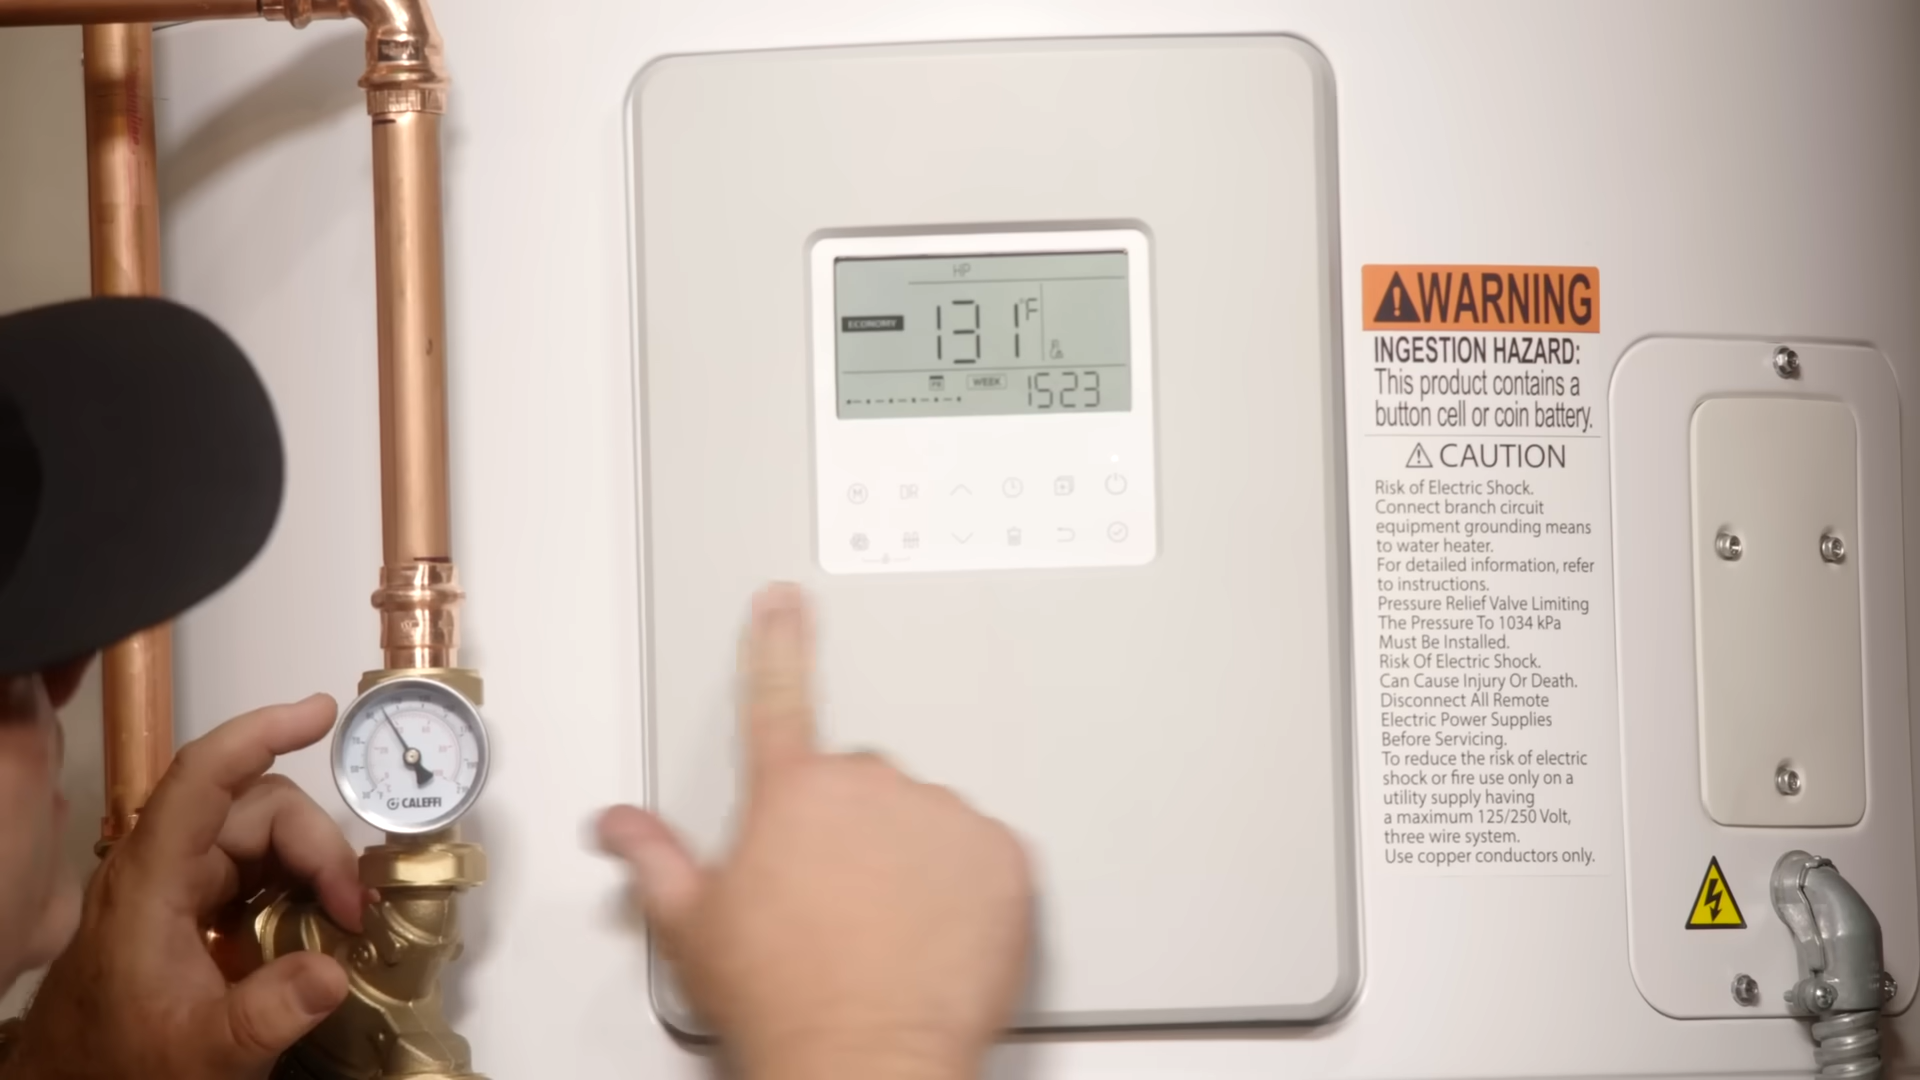 HP
ECONOMY
131°F
FR
WEEK
1523
M DR
CALEFFI
WARNING
INGESTION HAZARD:
This product contains a
button cell or coin battery.
CAUTION
Risk of Electric Shock.
Connect branch circuit
equipment grounding means
to water heater.
For detailed information, refer
to instructions.
Pressure Relief Valve Limiting
The Pressure To 1034 kPa
Must Be Installed.
Risk Of Electric Shock.
Can Cause Injury Or Death.
Disconnect All Remote
Electric Power Supplies
Before Servicing.
To reduce the risk of electric
shock or fire use only on a
utility supply having
a maximum 125/250 Volt,
three wire system.
Use copper conductors only.